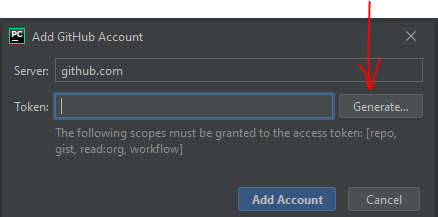 PC Add GitHub Account
Server: github.com
Token: Generate...
The following scopes must be granted to the access token: [repo,
gist, read:org, workflow]
Add Account Cancel